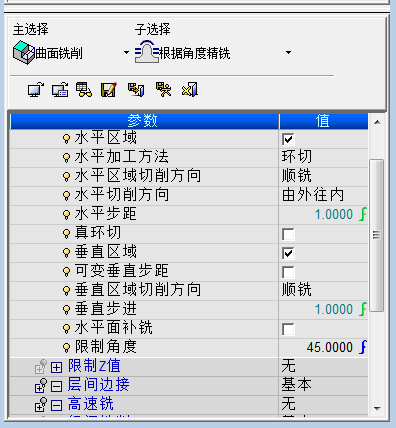 主选择 子选择
曲面铣削 根据角度精铣
参数 值
水平区域
水平加工方法 环切
水平区域切削方向 顺铣
水平切削方向 由外往内
水平步距 1.0000 f
真环切
垂直区域
可变垂直步距
垂直区域切削方向 顺铣
垂直步进 1.0000 f
水平面补铣
限制角度 45.0000 f
限制Z值 无
层间边接 基本
高速铣 无